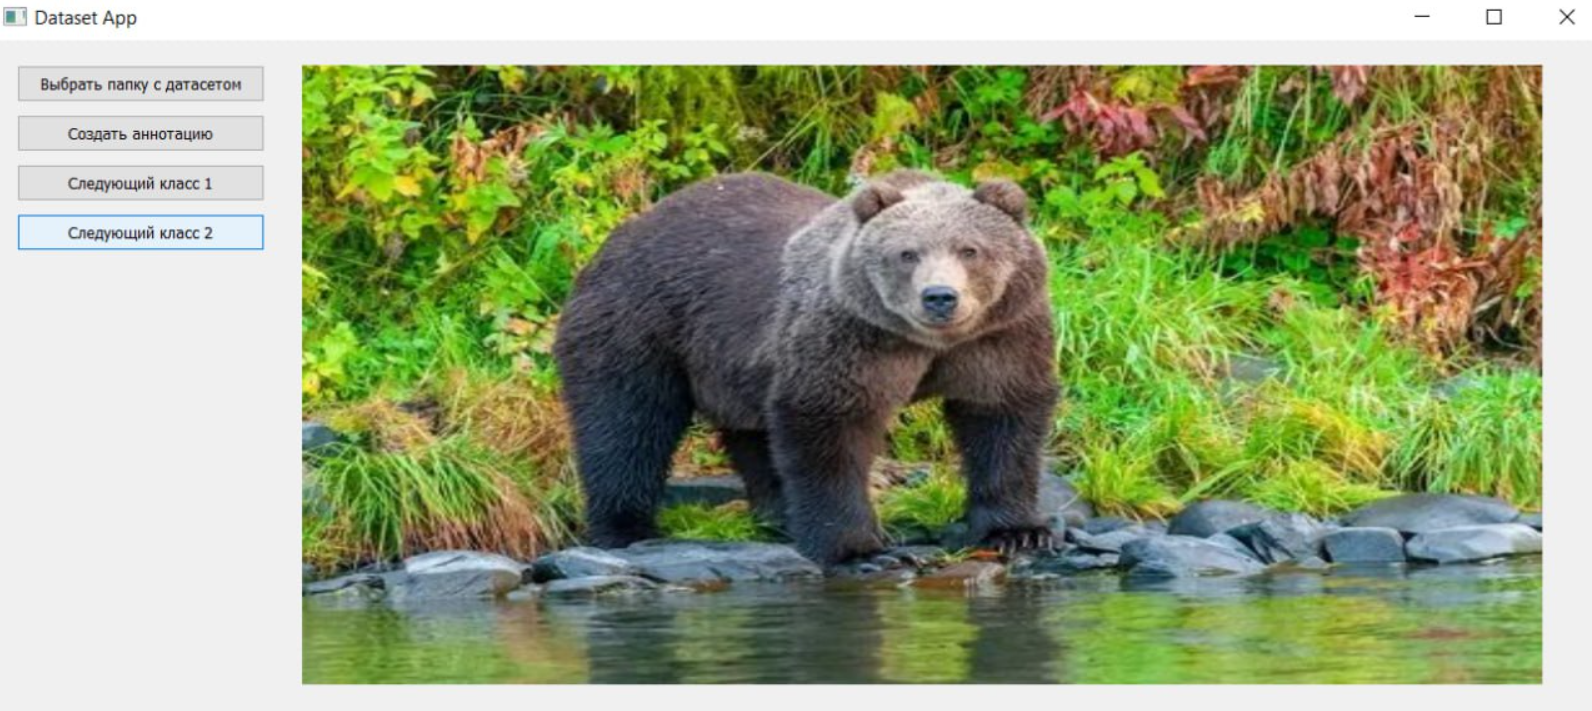 Dataset App
Выбрать папку с датасетом
Создать аннотацию
Следующий класс 1
Следующий класс 2